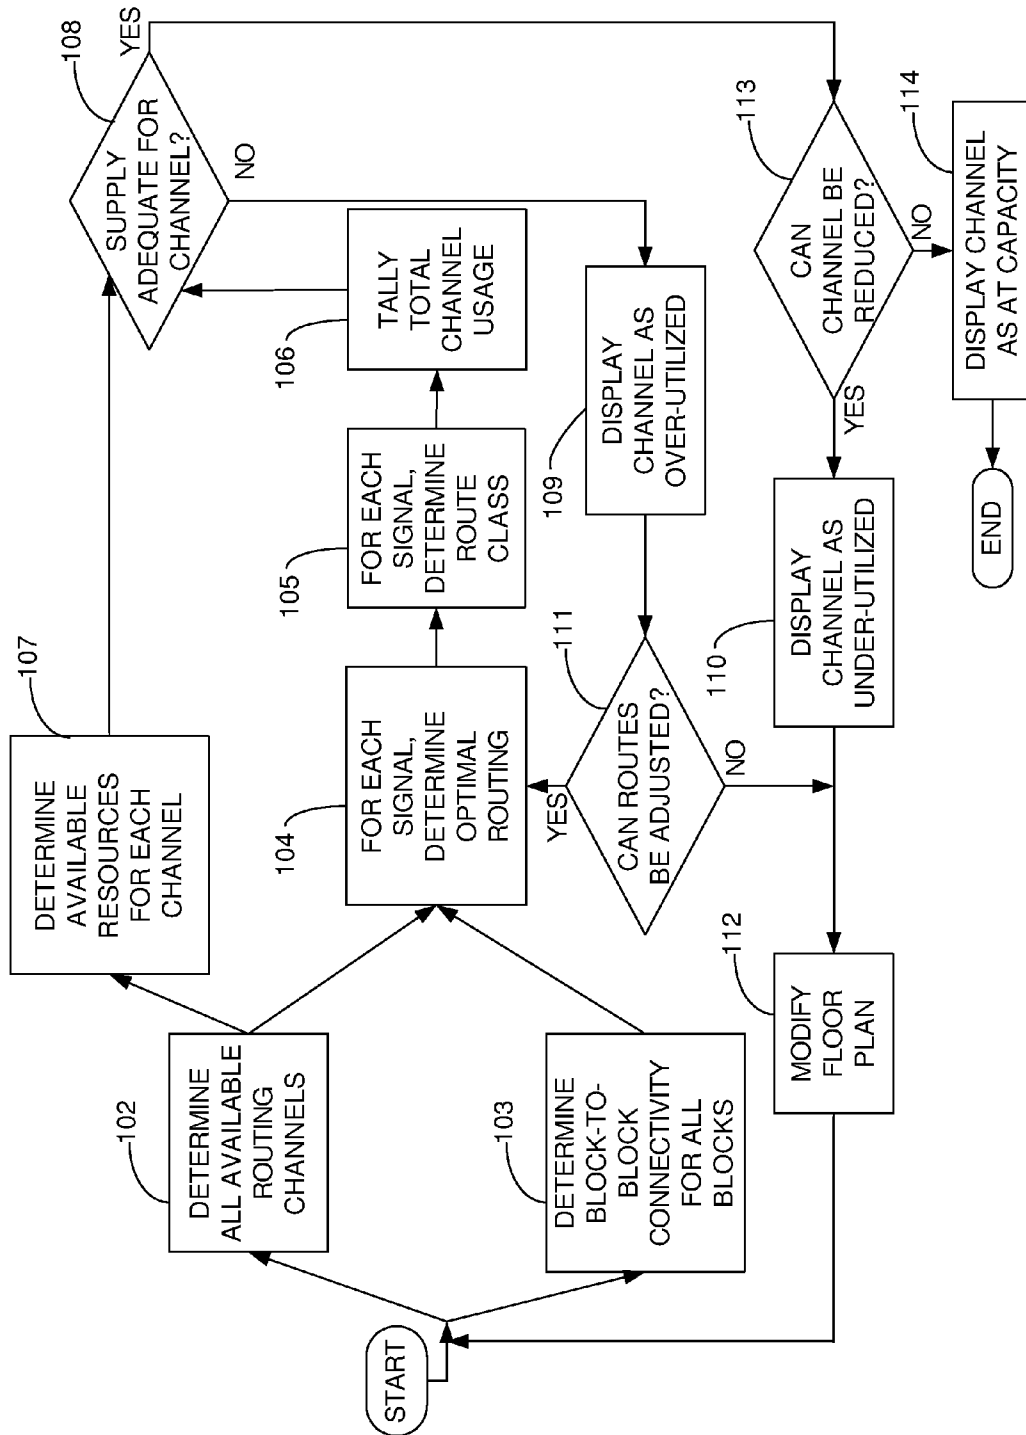 START
102
DETERMINE
ALL AVAILABLE
ROUTING
CHANNELS
103
DETERMINE
BLOCK-TO-
BLOCK
CONNECTIVITY
FOR ALL
BLOCKS
107
DETERMINE
AVAILABLE
RESOURCES
FOR EACH
CHANNEL
104
FOR EACH
SIGNAL,
DETERMINE
OPTIMAL
ROUTING
105
FOR EACH
SIGNAL,
DETERMINE
ROUTE
CLASS
106
TALLY
TOTAL
CHANNEL
USAGE
108
SUPPLY
ADEQUATE FOR
CHANNEL?
YES
NO
109
DISPLAY
CHANNEL AS
OVER-UTILIZED
111
CAN ROUTES
BE ADJUSTED?
YES
NO
112
MODIFY
FLOOR
PLAN
110
DISPLAY
CHANNEL AS
UNDER-UTILIZED
113
CAN
CHANNEL BE
REDUCED?
YES
NO
114
DISPLAY CHANNEL
AS AT CAPACITY
END